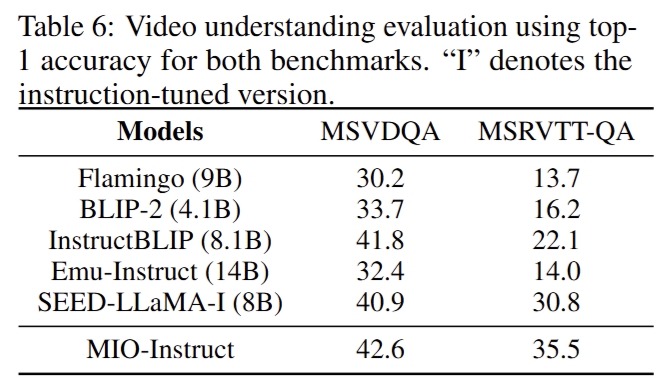 Table 6: Video understanding evaluation using top-
1 accuracy for both benchmarks. “I” denotes the
instruction-tuned version.
Models MSVDQA MSRVTT-QA
Flamingo (9B) 30.2 13.7
BLIP-2 (4.1B) 33.7 16.2
InstructBLIP (8.1B) 41.8 22.1
Emu-Instruct (14B) 32.4 14.0
SEED-LLaMA-I (8B) 40.9 30.8
MIO-Instruct 42.6 35.5